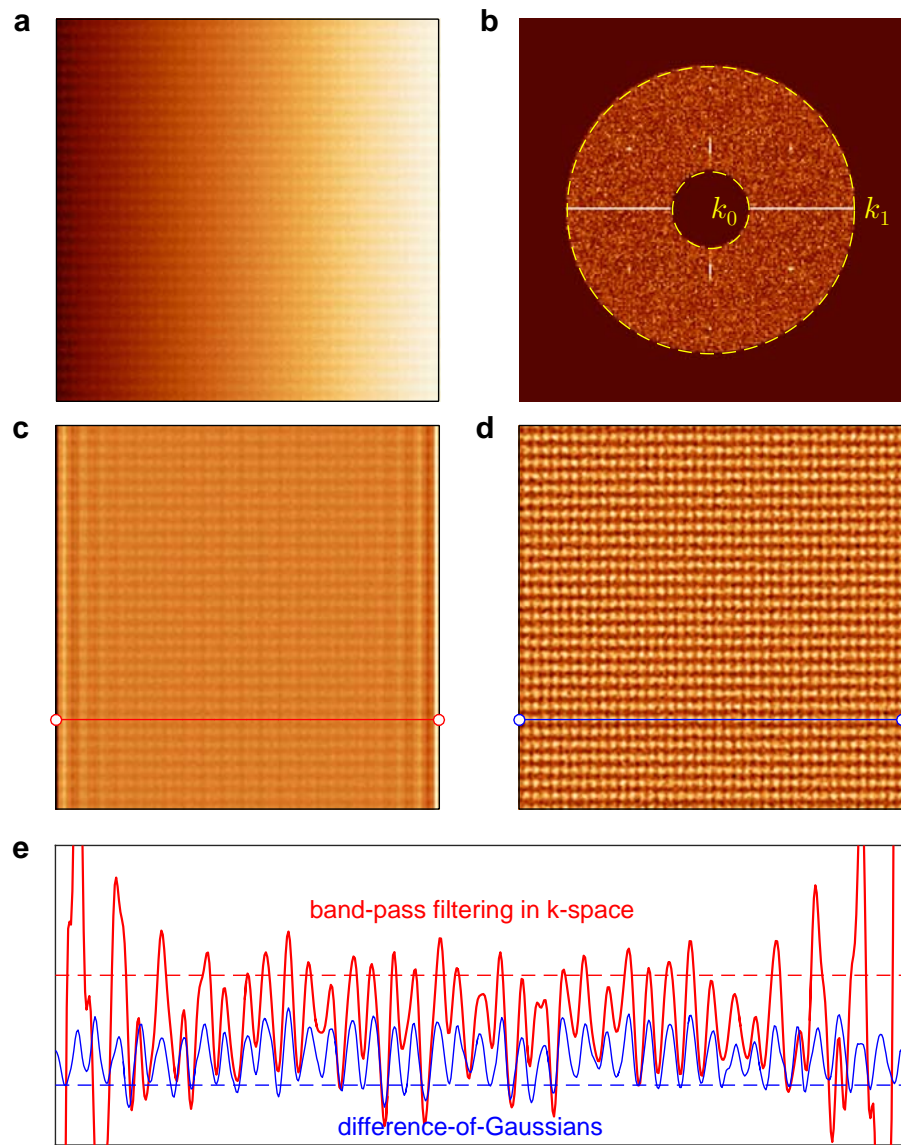 a
b
k0
k1
c
d
e
band-pass filtering in k-space
difference-of-Gaussians